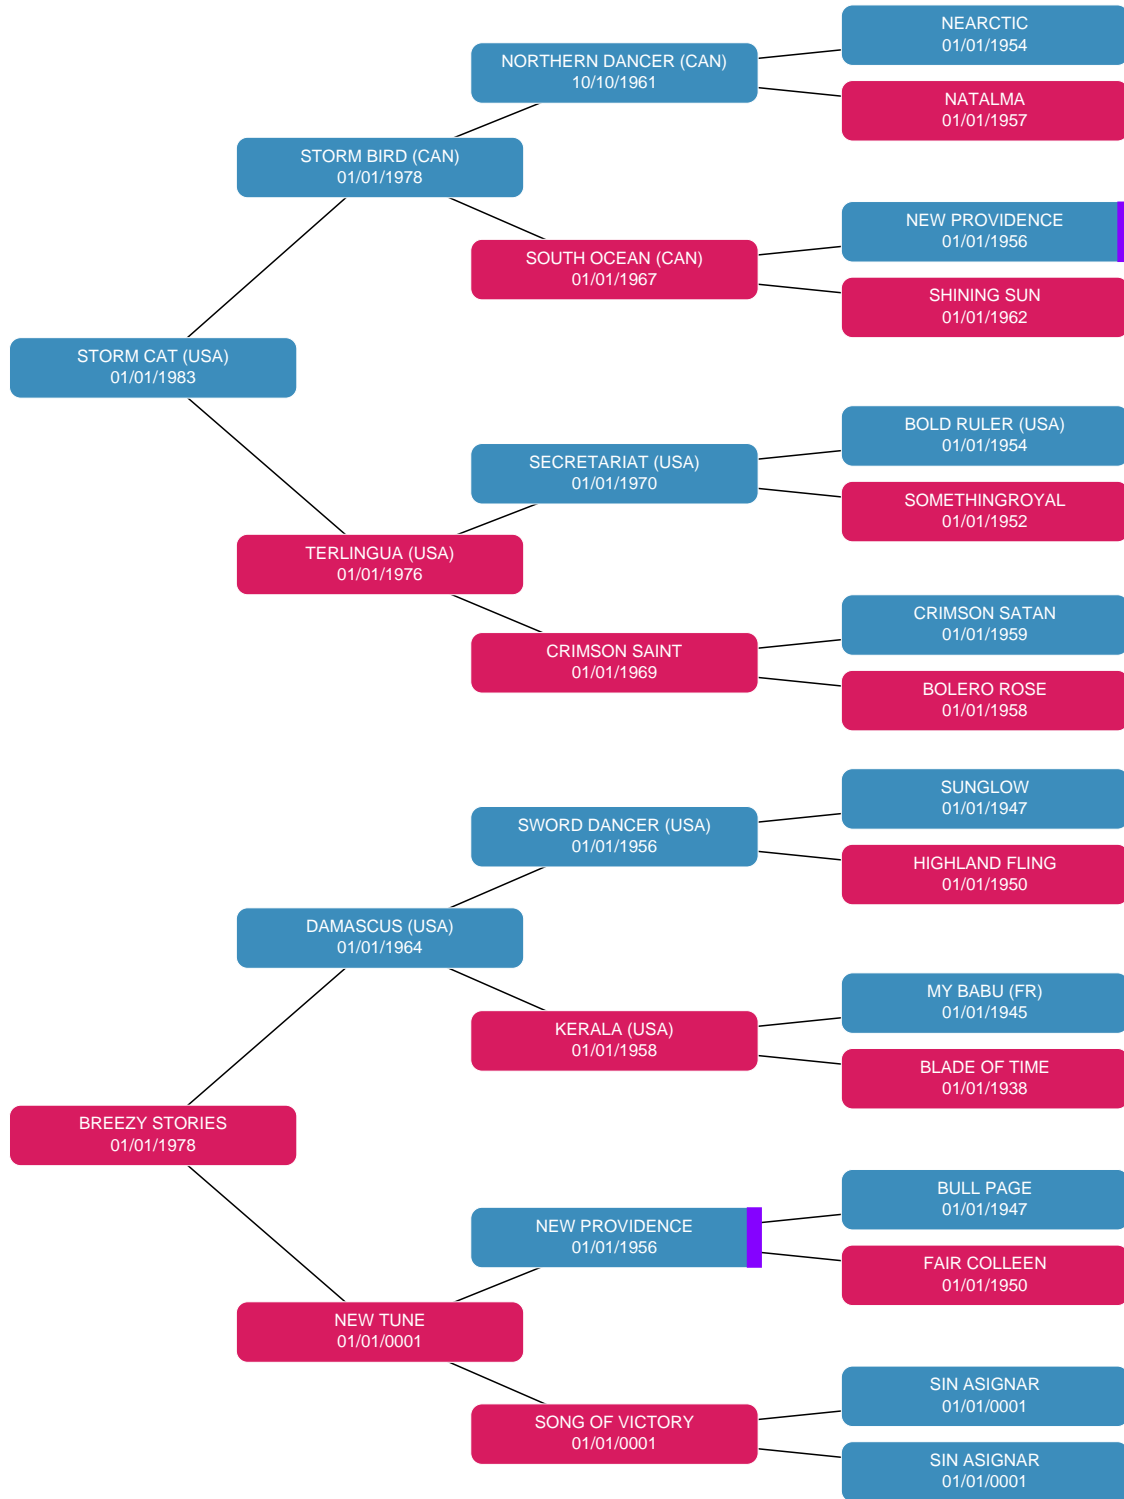 NEARCTIC
01/01/1954
NORTHERN DANCER (CAN)
10/10/1961
NATALMA
01/01/1957
STORM BIRD (CAN)
01/01/1978
NEW PROVIDENCE
01/01/1956
SOUTH OCEAN (CAN)
01/01/1967
SHINING SUN
01/01/1962
STORM CAT (USA)
01/01/1983
BOLD RULER (USA)
01/01/1954
SECRETARIAT (USA)
01/01/1970
SOMETHINGROYAL
01/01/1952
TERLINGUA (USA)
01/01/1976
CRIMSON SATAN
01/01/1959
CRIMSON SAINT
01/01/1969
BOLERO ROSE
01/01/1958
SUNGLOW
01/01/1947
SWORD DANCER (USA)
01/01/1956
HIGHLAND FLING
01/01/1950
DAMASCUS (USA)
01/01/1964
MY BABU (FR)
01/01/1945
KERALA (USA)
01/01/1958
BLADE OF TIME
01/01/1938
BREEZY STORIES
01/01/1978
BULL PAGE
01/01/1947
NEW PROVIDENCE
01/01/1956
FAIR COLLEEN
01/01/1950
NEW TUNE
01/01/0001
SIN ASIGNAR
01/01/0001
SONG OF VICTORY
01/01/0001
SIN ASIGNAR
01/01/0001